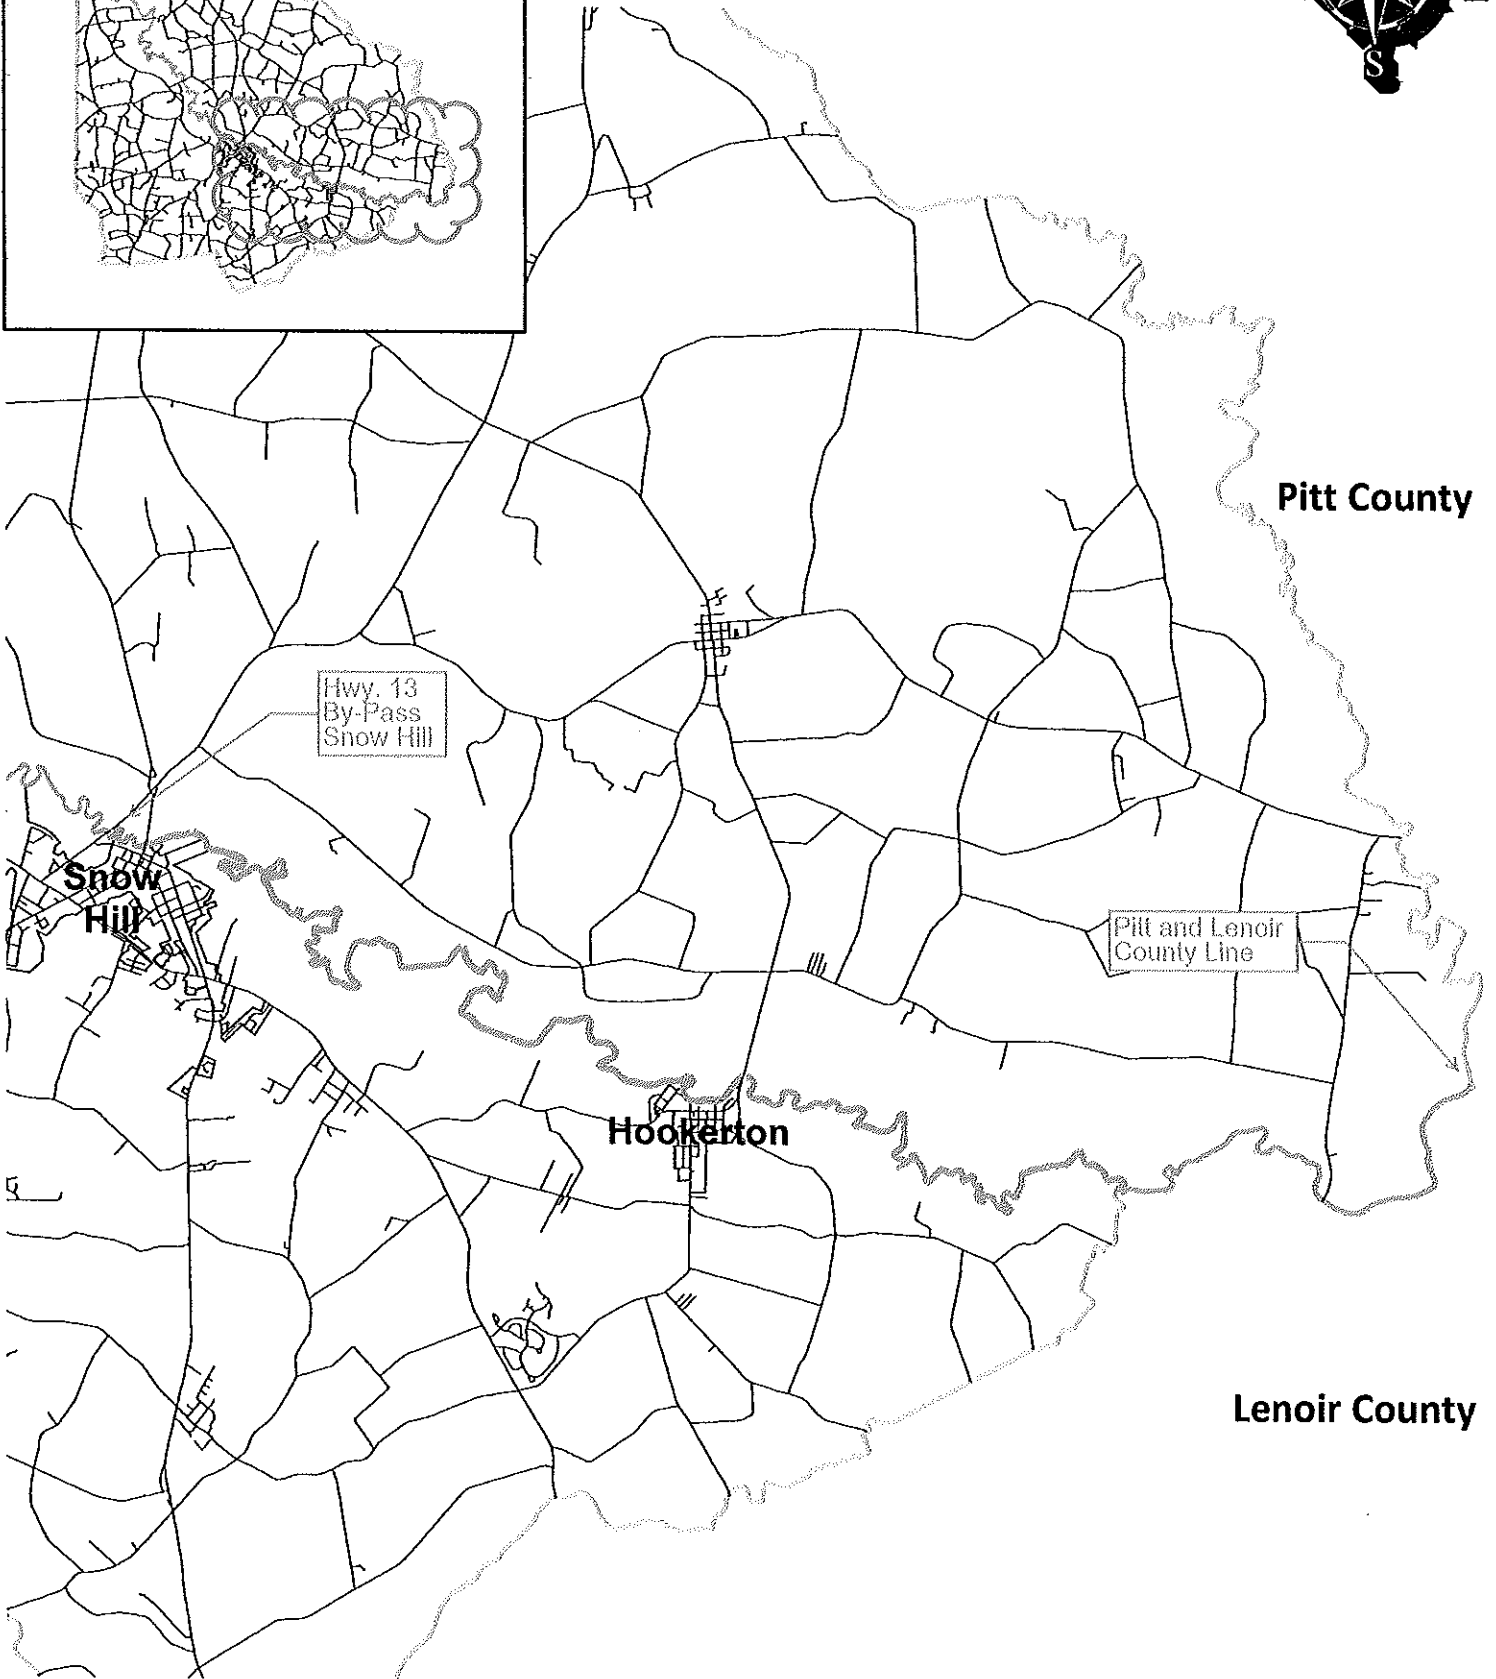 S
Pitt County
Hwy. 13
By-Pass
Snow Hill
Snow
Hill
Pitt and Lenoir
County Line
Hookerton
Lenoir County